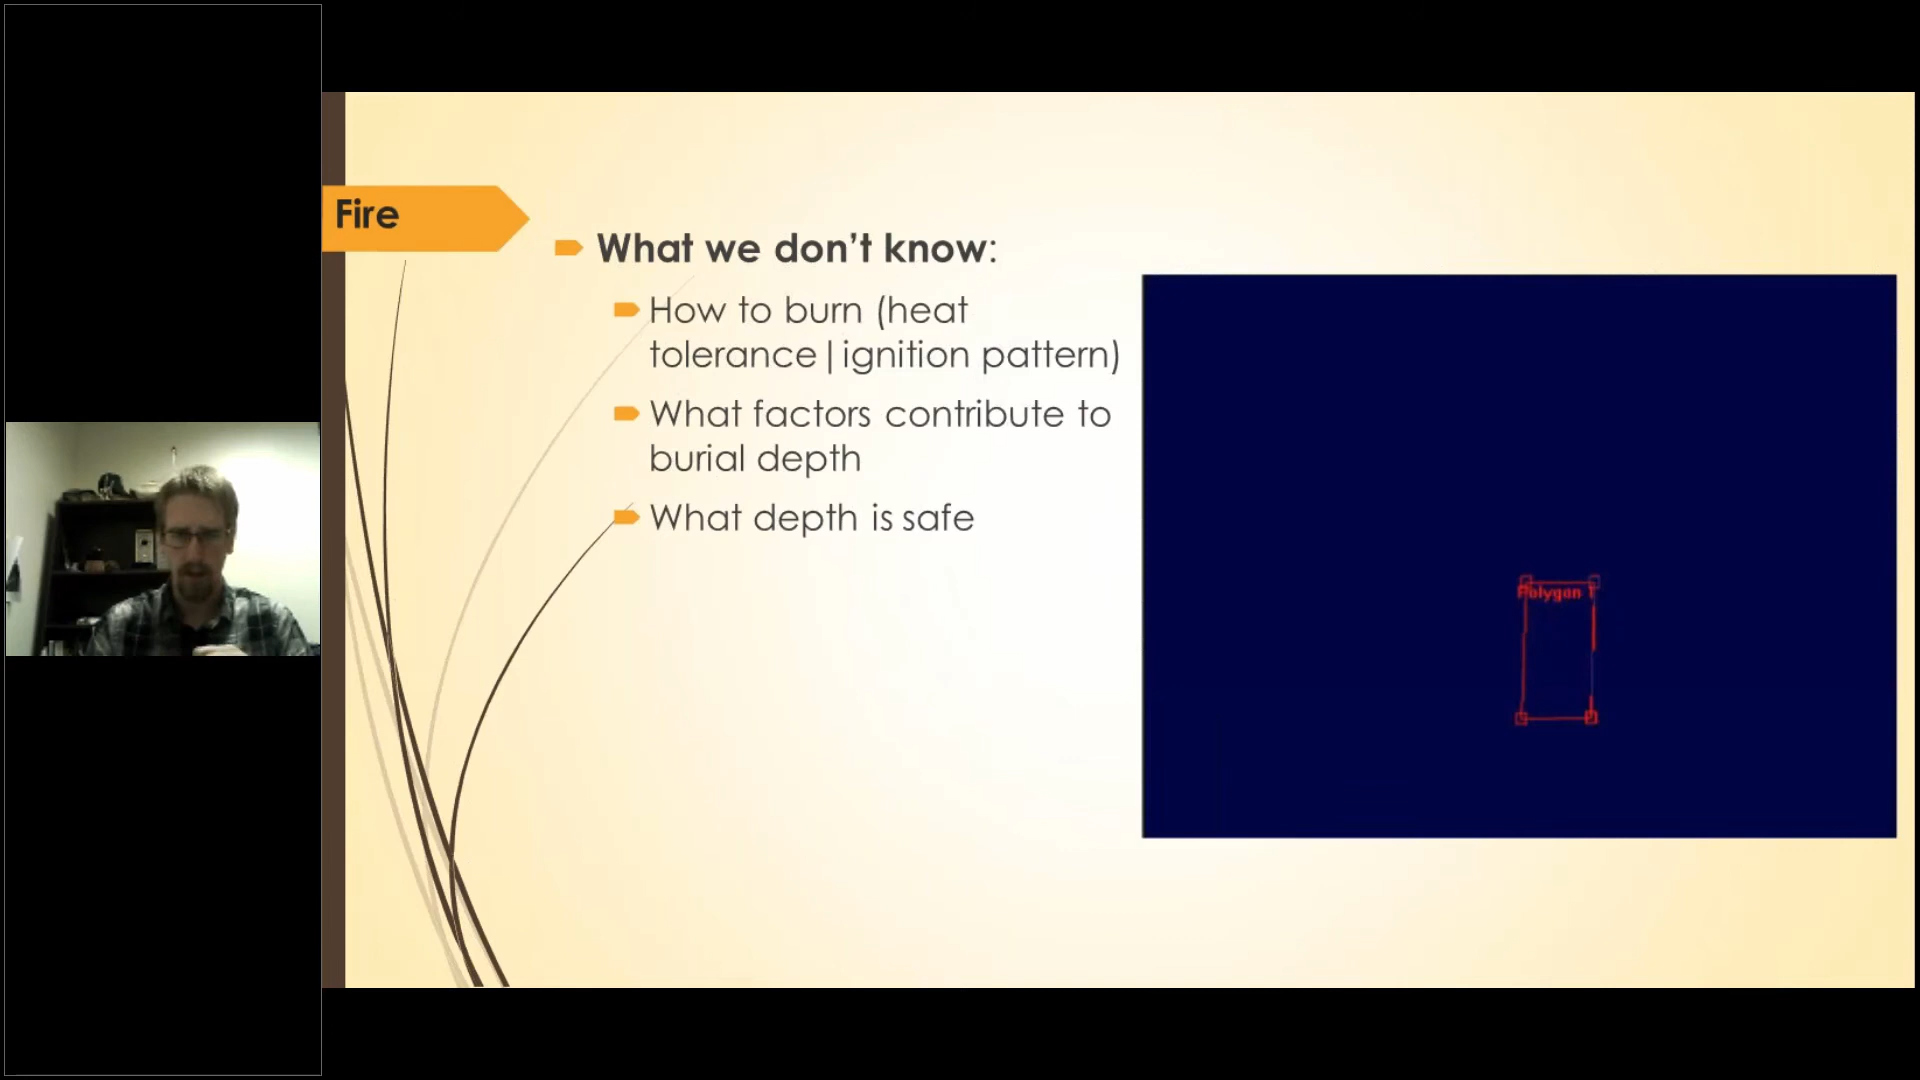 Fire
What we don’t know:
How to burn (heat
tolerance|ignition pattern)
What factors contribute to
burial depth
What depth is safe
Polygon 1